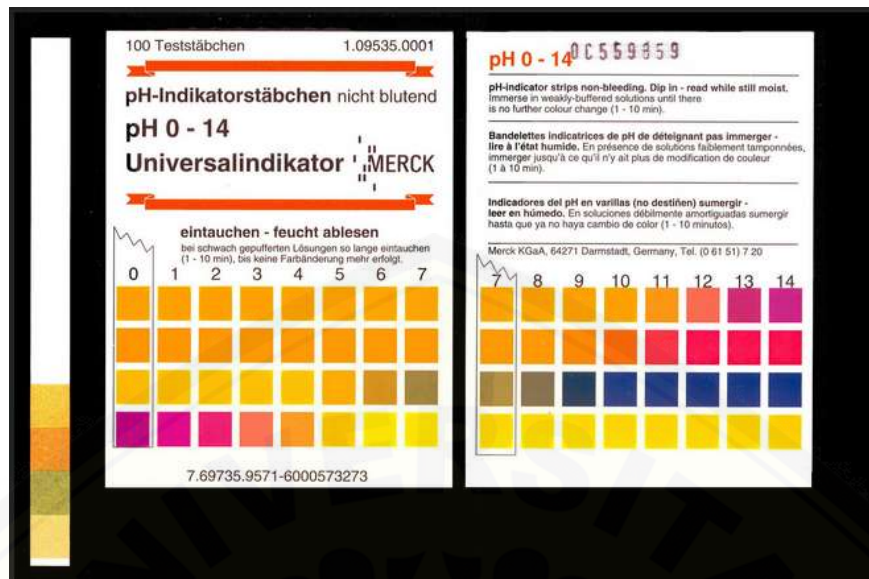 100 Teststäbchen 1.09535.0001
pH-Indikatorstäbchen nicht blutend
pH 0 - 14
Universalindikator MERCK
eintauchen - feucht ablesen
bei schwach gepufferten Lösungen so lange eintauchen
(1 - 10 min), bis keine Farbänderung mehr erfolgt.
0 1 2 3 4 5 6 7
7.69735.9571-6000573273
pH 0 - 14
pH-indicator strips non-bleeding. Dip in - read while still moist.
Immerse in weakly-buffered solutions until there
is no further colour change (1 - 10 min).
Bandelettes indicatrices de pH de déteignant pas immerger -
lire à l'état humide. En présence de solutions faiblement tamponnées,
immerger jusqu'à ce qu'il n'y ait plus de modification de couleur
(1 à 10 min).
Indicadores del pH en varillas (no destiñen) sumergir -
leer en húmedo. En soluciones débilmente amortiguadas sumergir
hasta que ya no haya cambio de color (1 - 10 minutos).
Merck KGaA, 64271 Darmstadt, Germany, Tel. (0 61 51) 7 20
7 8 9 10 11 12 13 14